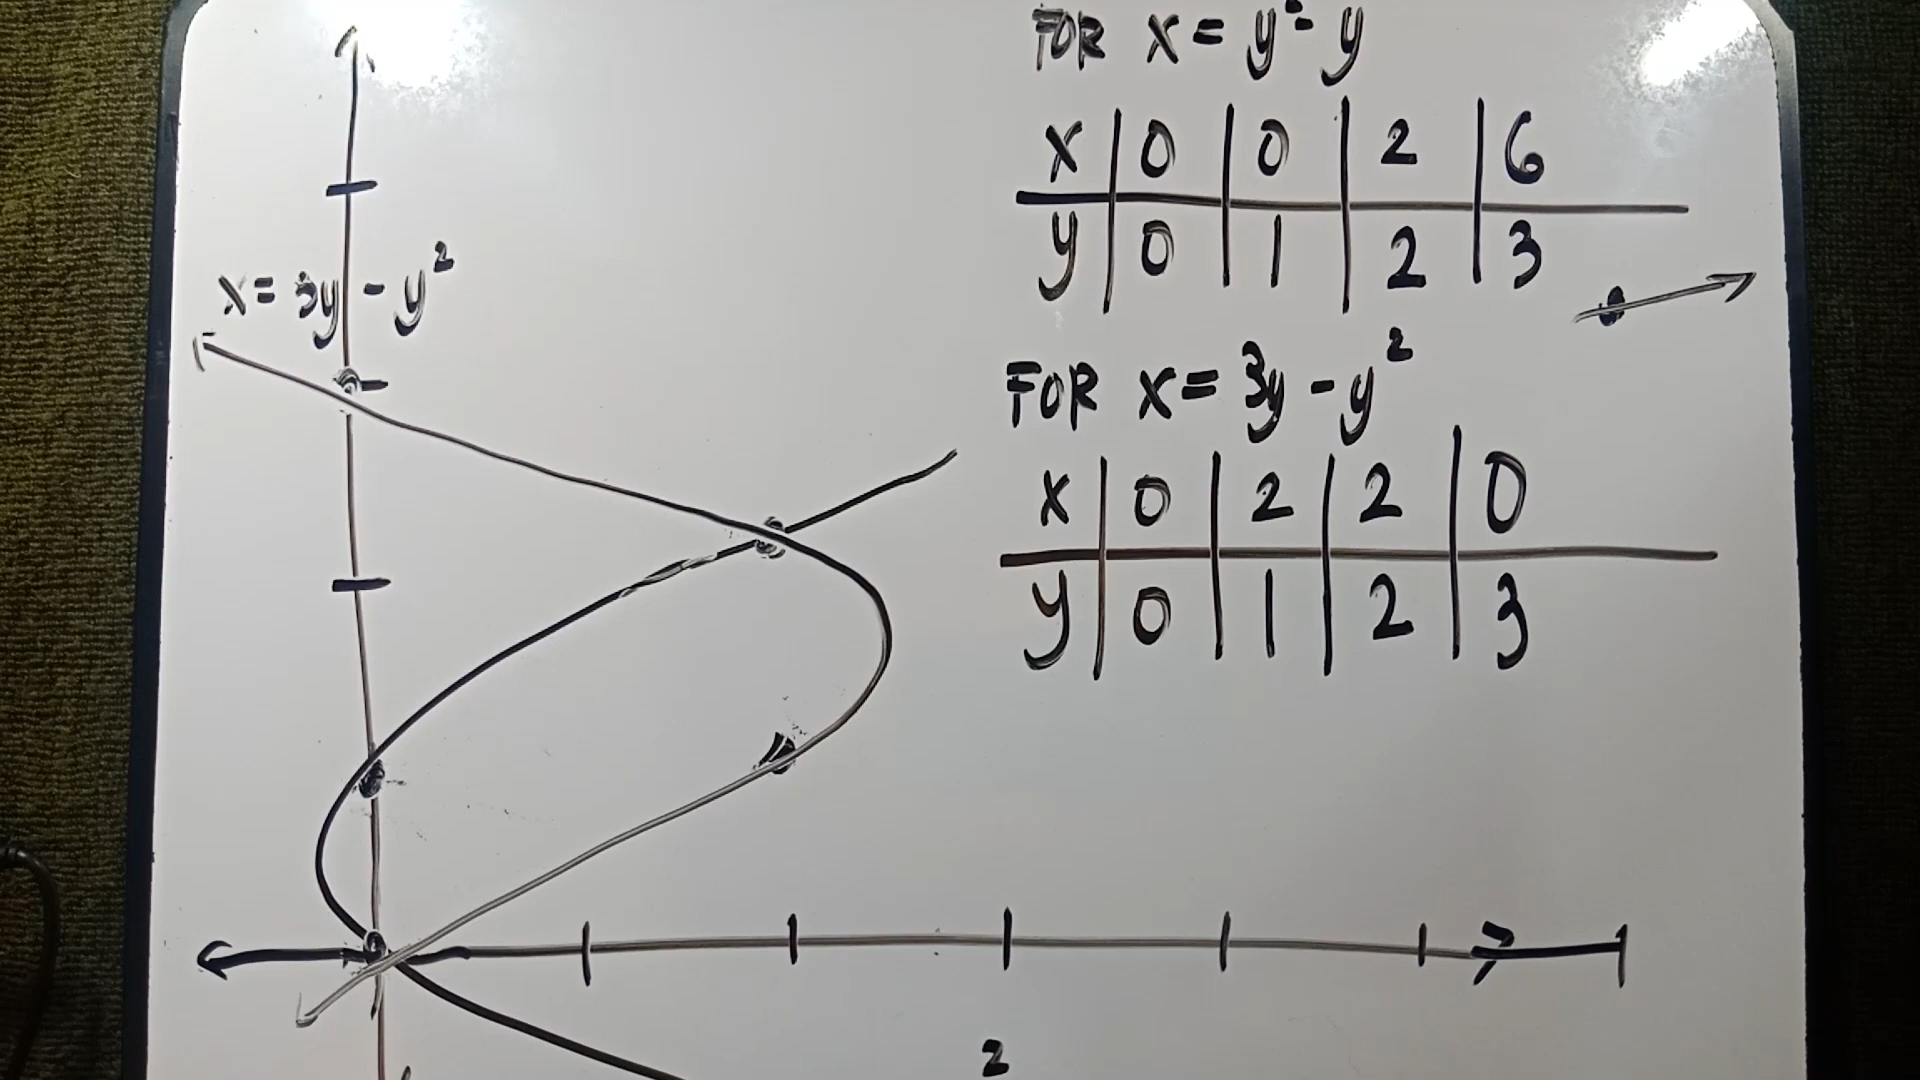 FOR x = y² - y
x | 0 | 0 | 2 | 6
y | 0 | 1 | 2 | 3
x = 3y - y²
FOR x = 3y - y²
x | 0 | 2 | 2 | 0
y | 0 | 1 | 2 | 3
2